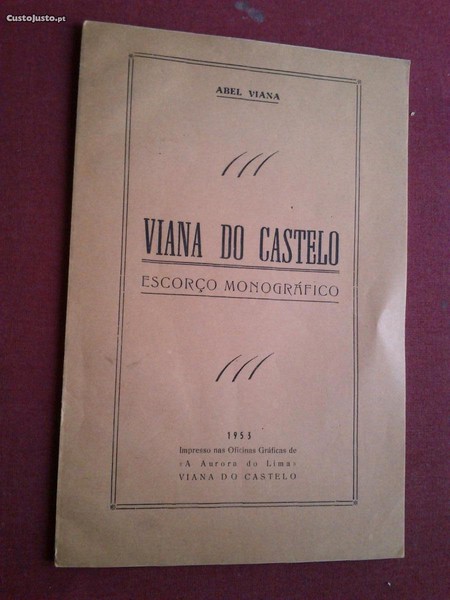 CustoJusto.pt
ABEL VIANA
VIANA DO CASTELO
ESCORÇO MONOGRÁFICO
1953
Impresso nas Oficinas Gráficas de
«A Aurora do Lima»
VIANA DO CASTELO